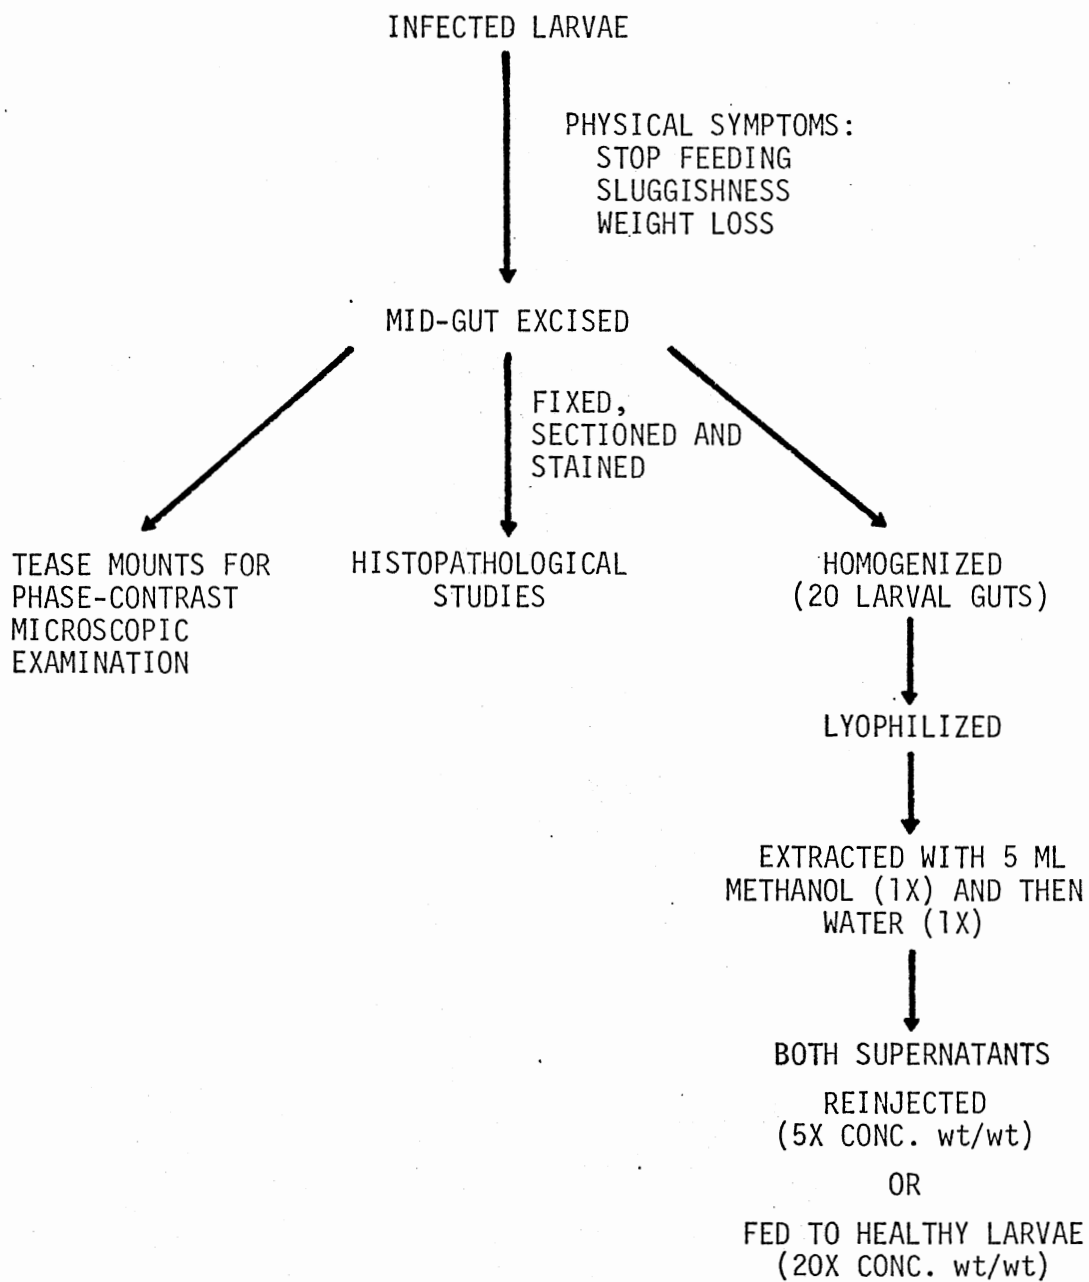 INFECTED LARVAE
PHYSICAL SYMPTOMS:
STOP FEEDING
SLUGGISHNESS
WEIGHT LOSS
MID-GUT EXCISED
FIXED,
SECTIONED AND
STAINED
TEASE MOUNTS FOR
PHASE-CONTRAST
MICROSCOPIC
EXAMINATION
HISTOPATHOLOGICAL
STUDIES
HOMOGENIZED
(20 LARVAL GUTS)
LYOPHILIZED
EXTRACTED WITH 5 ML
METHANOL (1X) AND THEN
WATER (1X)
BOTH SUPERNATANTS
REINJECTED
(5X CONC. wt/wt)
OR
FED TO HEALTHY LARVAE
(20X CONC. wt/wt)